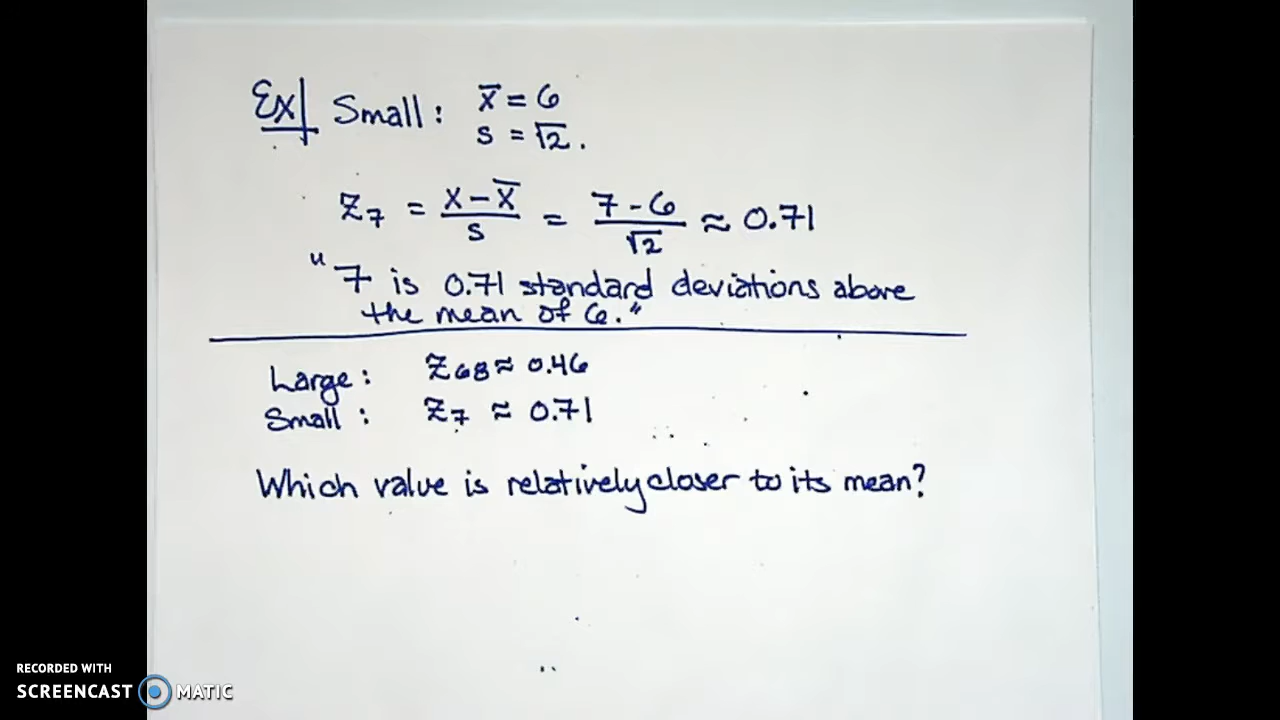 Ex| Small: x̄ = 6
s = √2.
Z₇ = (x - x̄)/s = (7 - 6)/√2 ≈ 0.71
"7 is 0.71 standard deviations above
the mean of 6."
Large: Z₆₈ ≈ 0.46
Small: Z₇ ≈ 0.71
Which value is relatively closer to its mean?
RECORDED WITH
SCREENCAST MATIC